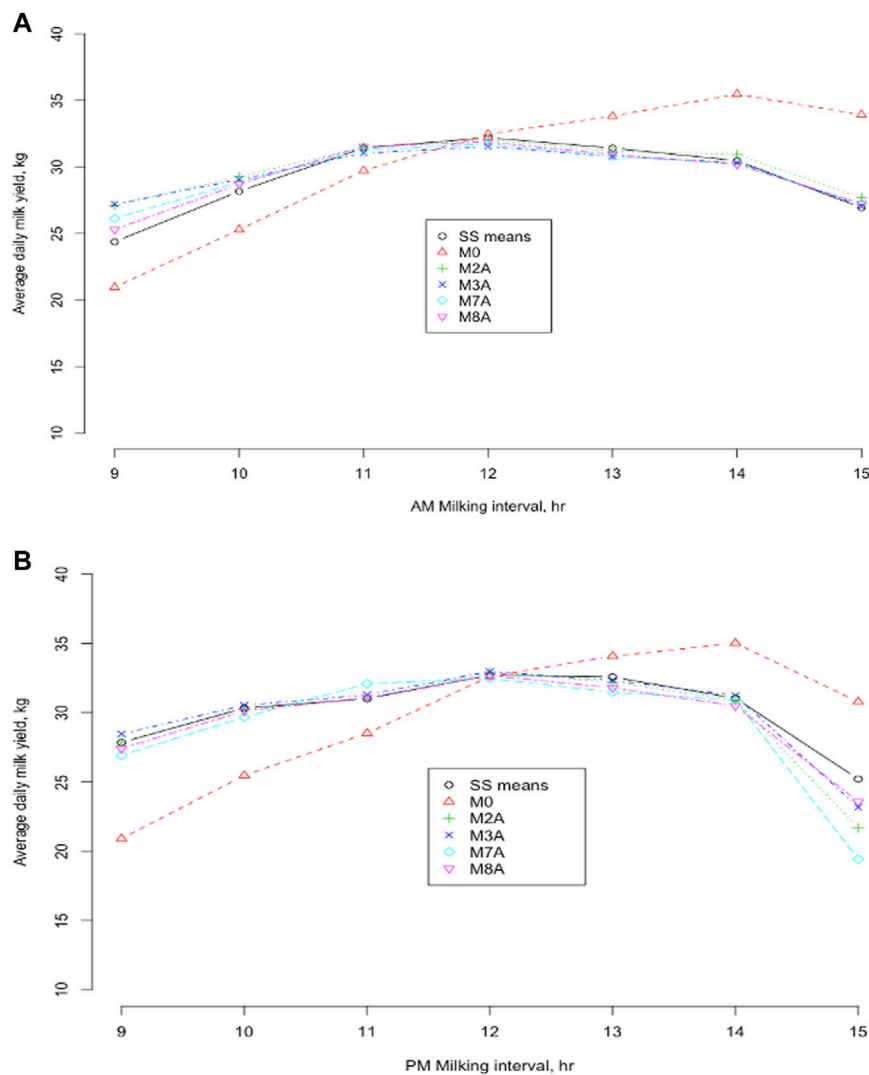 A
Average daily milk yield, kg
40
35
30
25
20
15
10
SS means
M0
M2A
M3A
M7A
M8A
9 10 11 12 13 14 15
AM Milking interval, hr
B
Average daily milk yield, kg
40
35
30
25
20
15
10
SS means
M0
M2A
M3A
M7A
M8A
9 10 11 12 13 14 15
PM Milking interval, hr